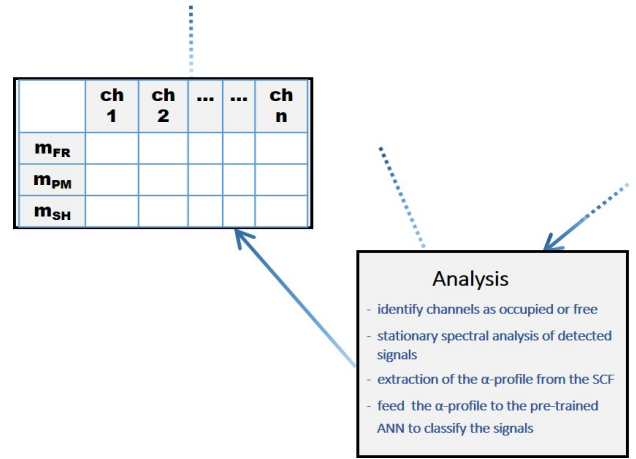 ch ch ... ... ch
1 2 n
mFR
mPM
mSH
Analysis
- identify channels as occupied or free
- stationary spectral analysis of detected
signals
- extraction of the α-profile from the SCF
- feed the α-profile to the pre-trained
ANN to classify the signals